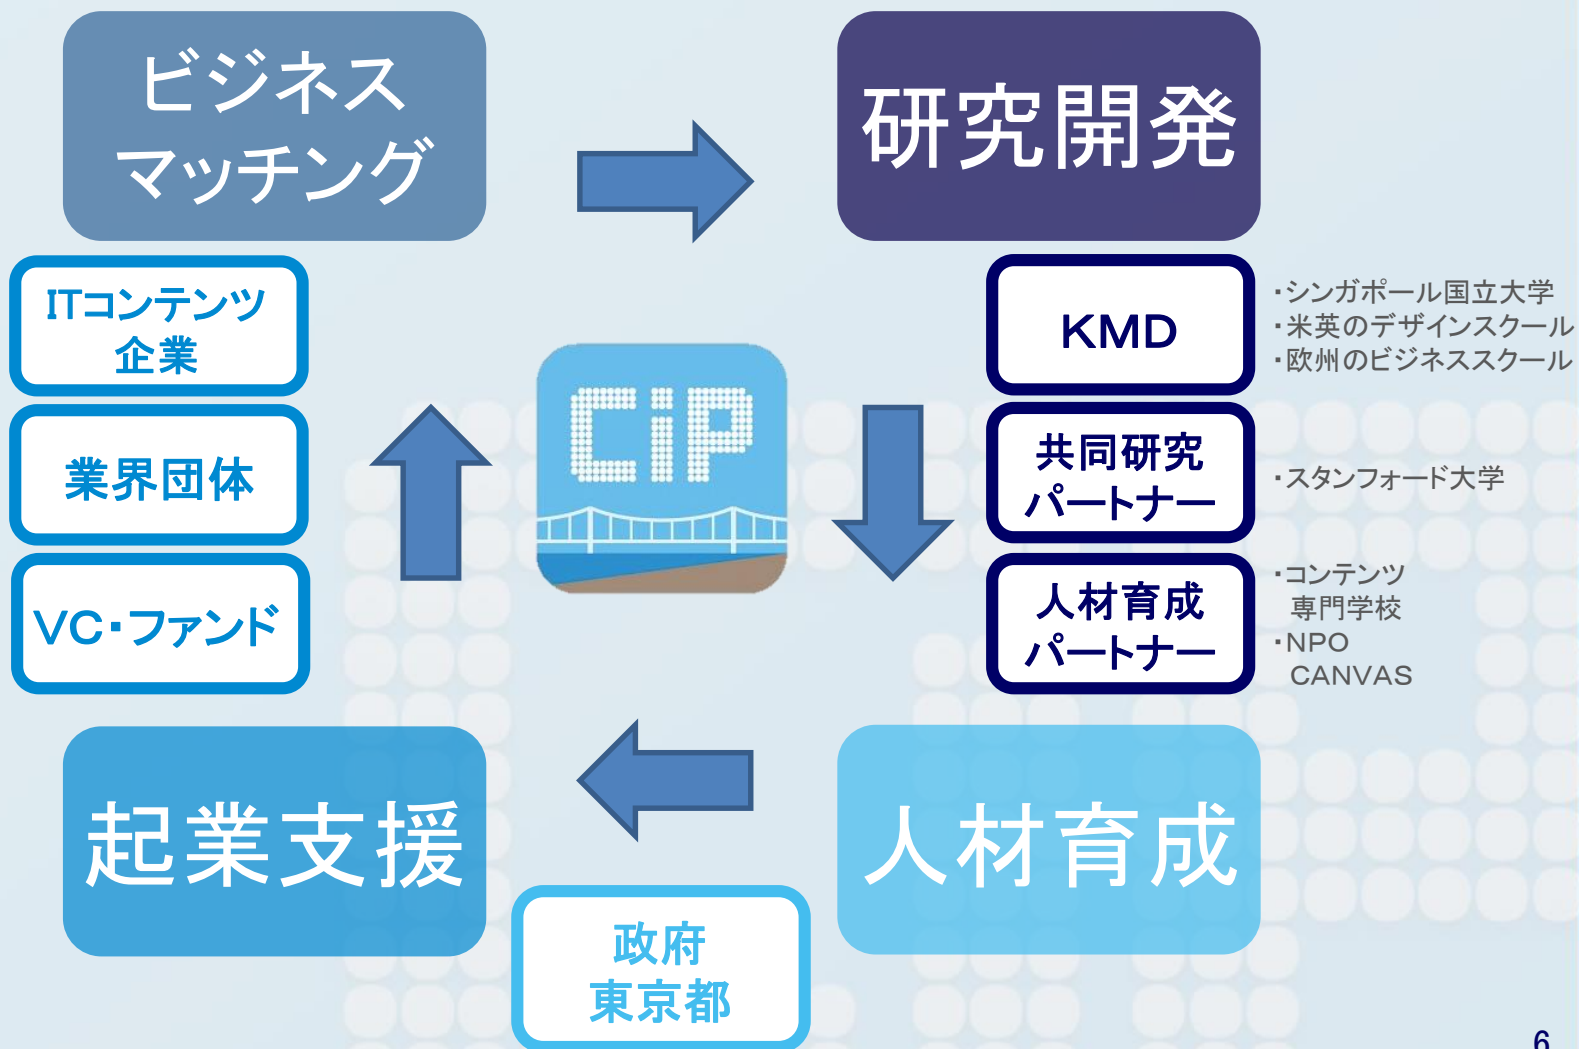 ビジネス
マッチング
研究開発
ITコンテンツ
企業
業界団体
VC・ファンド
CiP
KMD
・シンガポール国立大学
・米英のデザインスクール
・欧州のビジネススクール
共同研究
パートナー
・スタンフォード大学
人材育成
パートナー
・コンテンツ
専門学校
・NPO
CANVAS
起業支援
人材育成
政府
東京都
6